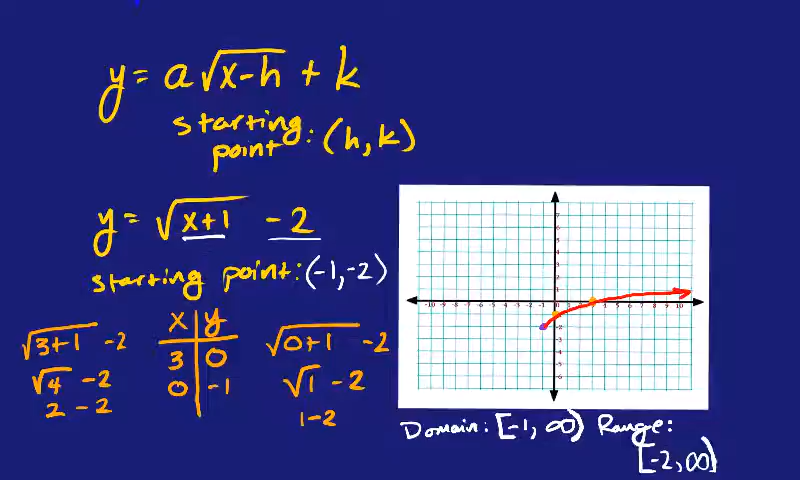 y = a√(x-h) + k
starting
point : (h, k)
y = √(x+1) -2
starting point: (-1, -2)
x y
3 0
0 -1
√(3+1) -2
√4 -2
2 - 2
√(0+1) -2
√1 - 2
1-2
Domain: [-1, ∞) Range:
[-2, ∞)